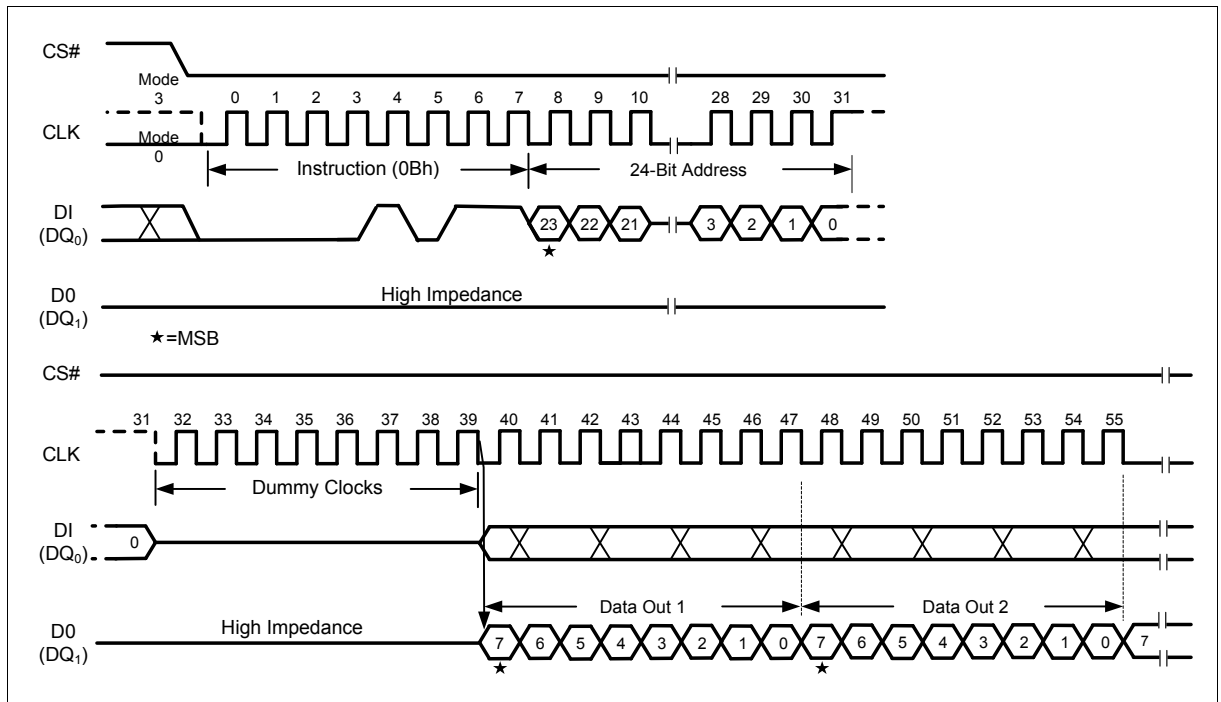 CS#
Mode
3
0 1 2 3 4 5 6 7 8 9 10 28 29 30 31
CLK
Mode
0
Instruction (0Bh)
24-Bit Address
DI
(DQ0)
23 22 21 3 2 1 0
★
D0
(DQ1)
High Impedance
★=MSB
CS#
31 32 33 34 35 36 37 38 39 40 41 42 43 44 45 46 47 48 49 50 51 52 53 54 55
CLK
Dummy Clocks
DI
(DQ0)
0
Data Out 1
Data Out 2
D0
(DQ1)
High Impedance
7 6 5 4 3 2 1 0 7 6 5 4 3 2 1 0 7
★ ★